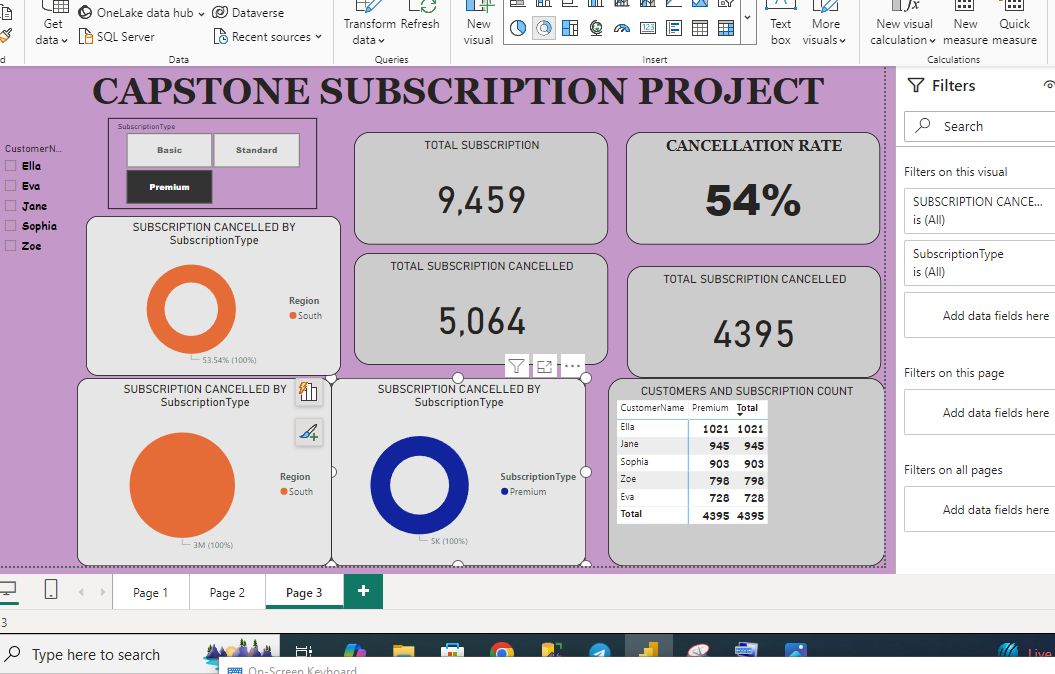 Get
data
OneLake data hub
SQL Server
Dataverse
Recent sources
Data
Transform
data
Refresh
Queries
New
visual
Insert
Text
box
More
visuals
New visual
calculation
New
measure
Quick
measure
Calculations
CAPSTONE SUBSCRIPTION PROJECT
CustomerN...
Ella
Eva
Jane
Sophia
Zoe
SubscriptionType
Basic
Standard
Premium
TOTAL SUBSCRIPTION
9,459
CANCELLATION RATE
54%
SUBSCRIPTION CANCELLED BY
SubscriptionType
Region
South
53.54% (100%)
TOTAL SUBSCRIPTION CANCELLED
5,064
TOTAL SUBSCRIPTION CANCELLED
4395
SUBSCRIPTION CANCELLED BY
SubscriptionType
Region
South
3M (100%)
SUBSCRIPTION CANCELLED BY
SubscriptionType
SubscriptionType
Premium
5K (100%)
CUSTOMERS AND SUBSCRIPTION COUNT
CustomerName Premium Total
Ella 1021 1021
Jane 945 945
Sophia 903 903
Zoe 798 798
Eva 728 728
Total 4395 4395
Filters
Search
Filters on this visual
SUBSCRIPTION CANCE...
is (All)
SubscriptionType
is (All)
Add data fields here
Filters on this page
Add data fields here
Filters on all pages
Add data fields here
Page 1
Page 2
Page 3
3
Type here to search
Live
On-Screen Keyboard